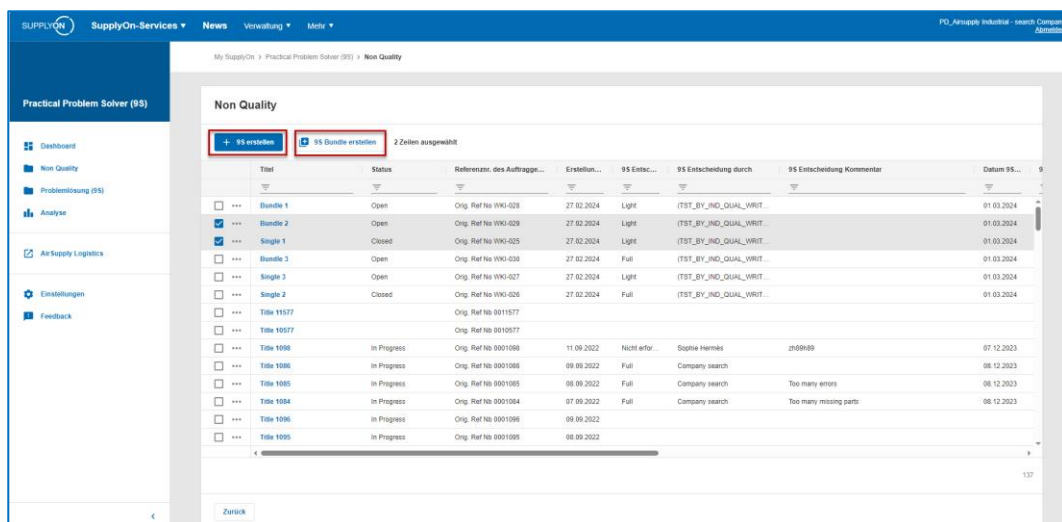 SUPPLYON SupplyOn-Services News Verwaltung Mehr PD_Airsupply Industrial - search Compan
Abmelde
My SupplyOn > Practical Problem Solver (9S) > Non Quality
Practical Problem Solver (9S)
Dashboard
Non Quality
Problemlösung (9S)
Analyse
AirSupply Logistics
Einstellungen
Feedback
Non Quality
+ 9S erstellen 9S Bundle erstellen 2 Zeilen ausgewählt
Titel Status Referenznr. des Auftragge... Erstellun... 9S Entsc... 9S Entscheidung durch 9S Entscheidung Kommentar Datum 9S... 9
Bundle 1 Open Orig. Ref No WKI-028 27.02.2024 Light (TST_BY_IND_QUAL_WRIT... 01.03.2024
Bundle 2 Open Orig. Ref No WKI-029 27.02.2024 Light (TST_BY_IND_QUAL_WRIT... 01.03.2024
Single 1 Closed Orig. Ref No WKI-025 27.02.2024 Light (TST_BY_IND_QUAL_WRIT... 01.03.2024
Bundle 3 Open Orig. Ref No WKI-030 27.02.2024 Full (TST_BY_IND_QUAL_WRIT... 01.03.2024
Single 3 Open Orig. Ref No WKI-027 27.02.2024 Light (TST_BY_IND_QUAL_WRIT... 01.03.2024
Single 2 Closed Orig. Ref No WKI-026 27.02.2024 Full (TST_BY_IND_QUAL_WRIT... 01.03.2024
Title 11577 Orig. Ref Nb 0011577
Title 10577 Orig. Ref Nb 0010577
Title 1098 In Progress Orig. Ref Nb 0001098 11.09.2022 Nicht erfor... Sophie Hermès zh89h89 07.12.2023
Title 1086 In Progress Orig. Ref Nb 0001086 09.09.2022 Full Company search 08.12.2023
Title 1085 In Progress Orig. Ref Nb 0001085 08.09.2022 Full Company search Too many errors 08.12.2023
Title 1084 In Progress Orig. Ref Nb 0001084 07.09.2022 Full Company search Too many missing parts 08.12.2023
Title 1096 In Progress Orig. Ref Nb 0001096 09.09.2022
Title 1095 In Progress Orig. Ref Nb 0001095 08.09.2022
137
Zurück